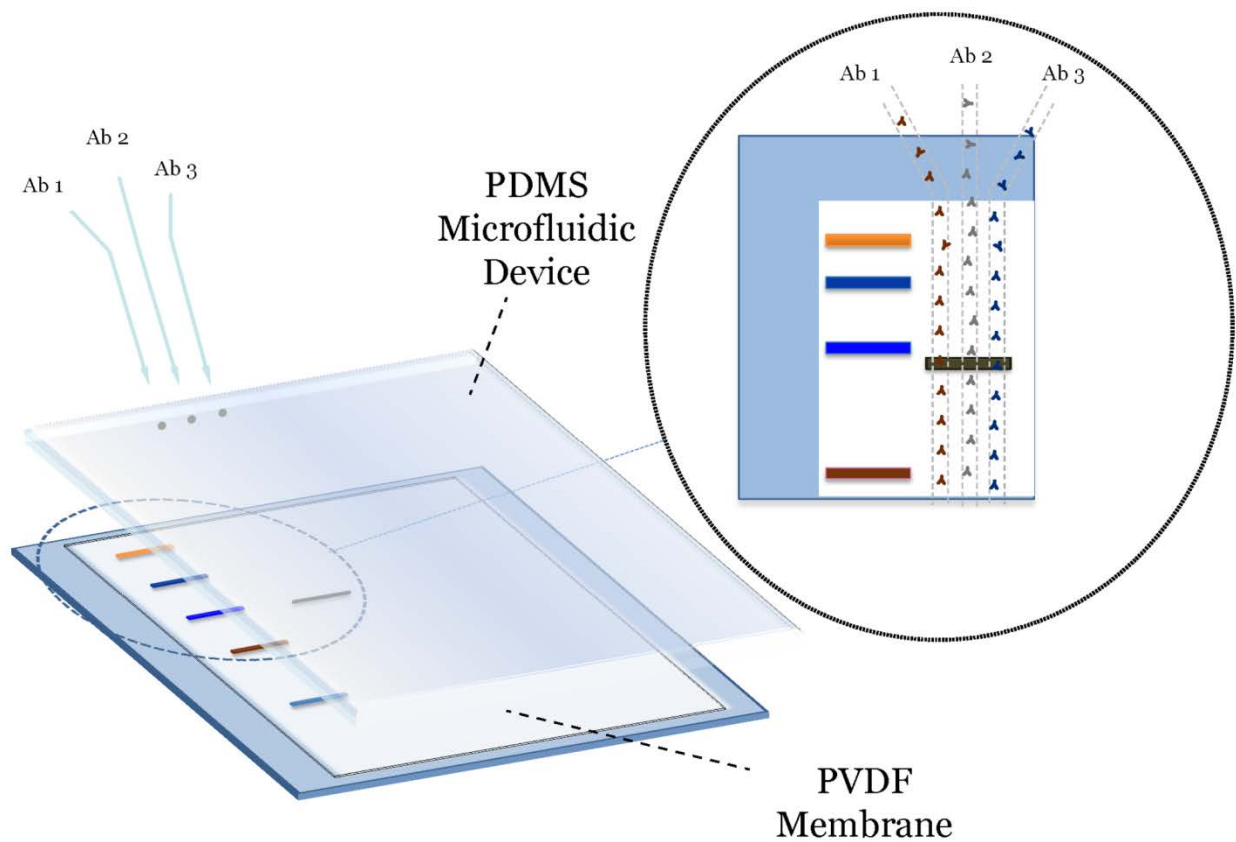 Ab 1
Ab 2
Ab 3
PDMS
Microfluidic
Device
Ab 1
Ab 2
Ab 3
PVDF
Membrane